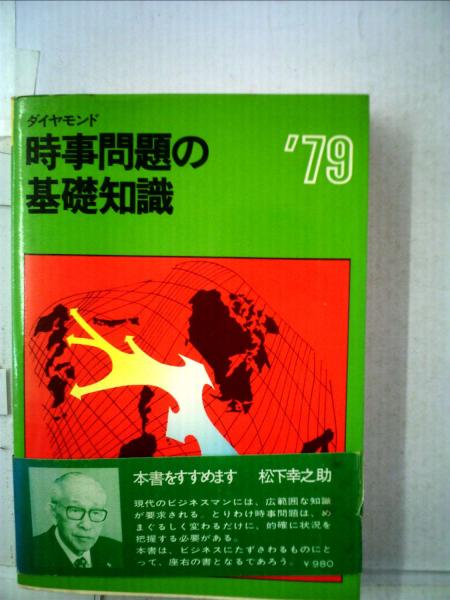 ダイヤモンド
時事問題の
基礎知識
'79
本書をすすめます 松下幸之助
現代のビジネスマンには、広範囲な知識
が要求される。とりわけ時事問題は、め
まぐるしく変わるだけに、的確に状況を
把握する必要がある。
本書は、ビジネスにたずさわるものにと
って、座右の書となるであろう。 ¥980